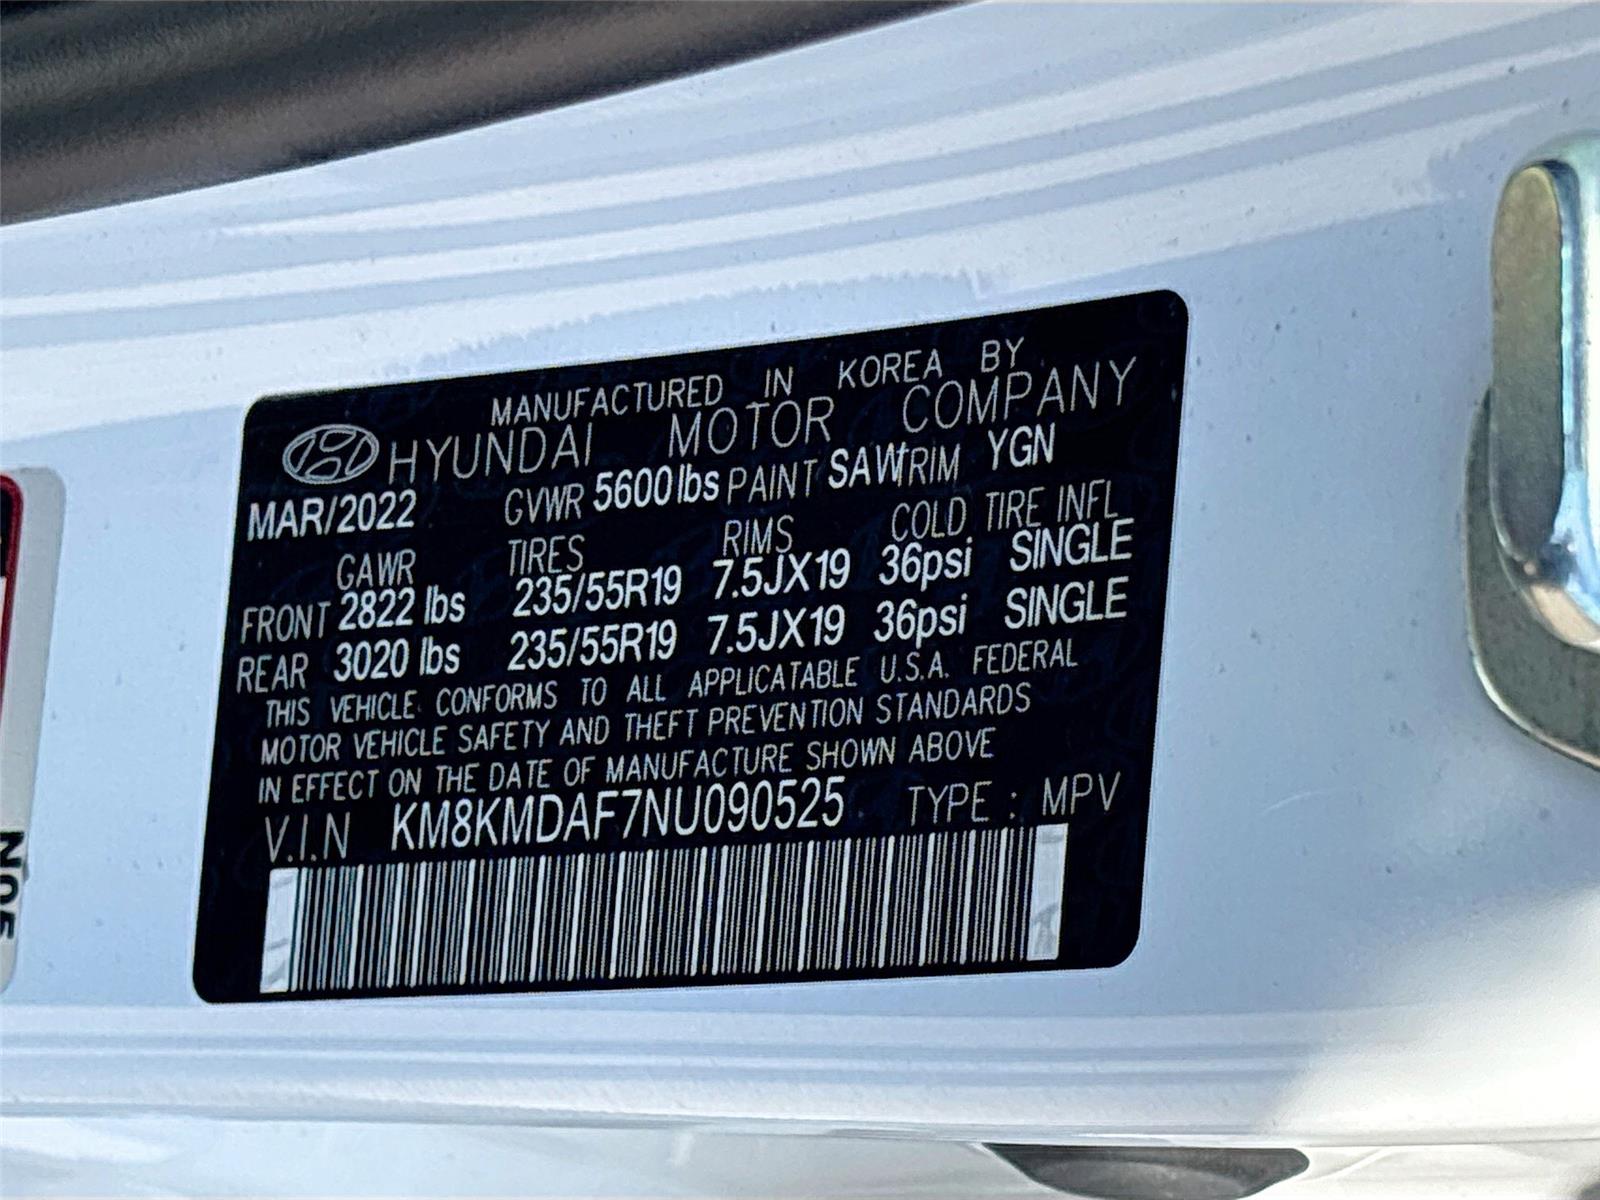 MANUFACTURED IN KOREA BY
HYUNDAI MOTOR COMPANY
MAR/2022 GVWR 5600lbs PAINT SAW TRIM YGN
GAWR TIRES RIMS COLD TIRE INFL
FRONT 2822 lbs 235/55R19 7.5JX19 36psi SINGLE
REAR 3020 lbs 235/55R19 7.5JX19 36psi SINGLE
THIS VEHICLE CONFORMS TO ALL APPLICATABLE U.S.A. FEDERAL
MOTOR VEHICLE SAFETY AND THEFT PREVENTION STANDARDS
IN EFFECT ON THE DATE OF MANUFACTURE SHOWN ABOVE
V.I.N KM8KMDAF7NU090525 TYPE : MPV